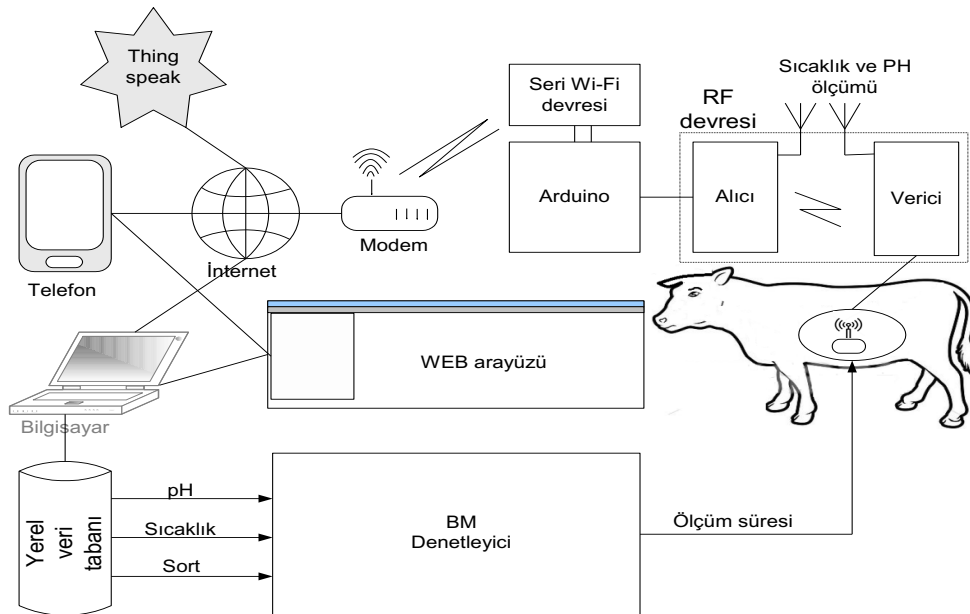 Thing
speak
Sıcaklık ve PH
ölçümü
Seri Wi-Fi
devresi
RF
devresi
Arduino
Alıcı
Verici
Modem
İnternet
Telefon
WEB arayüzü
Bilgisayar
Yerel
veri
tabanı
pH
Sıcaklık
Sort
BM
Denetleyici
Ölçüm süresi